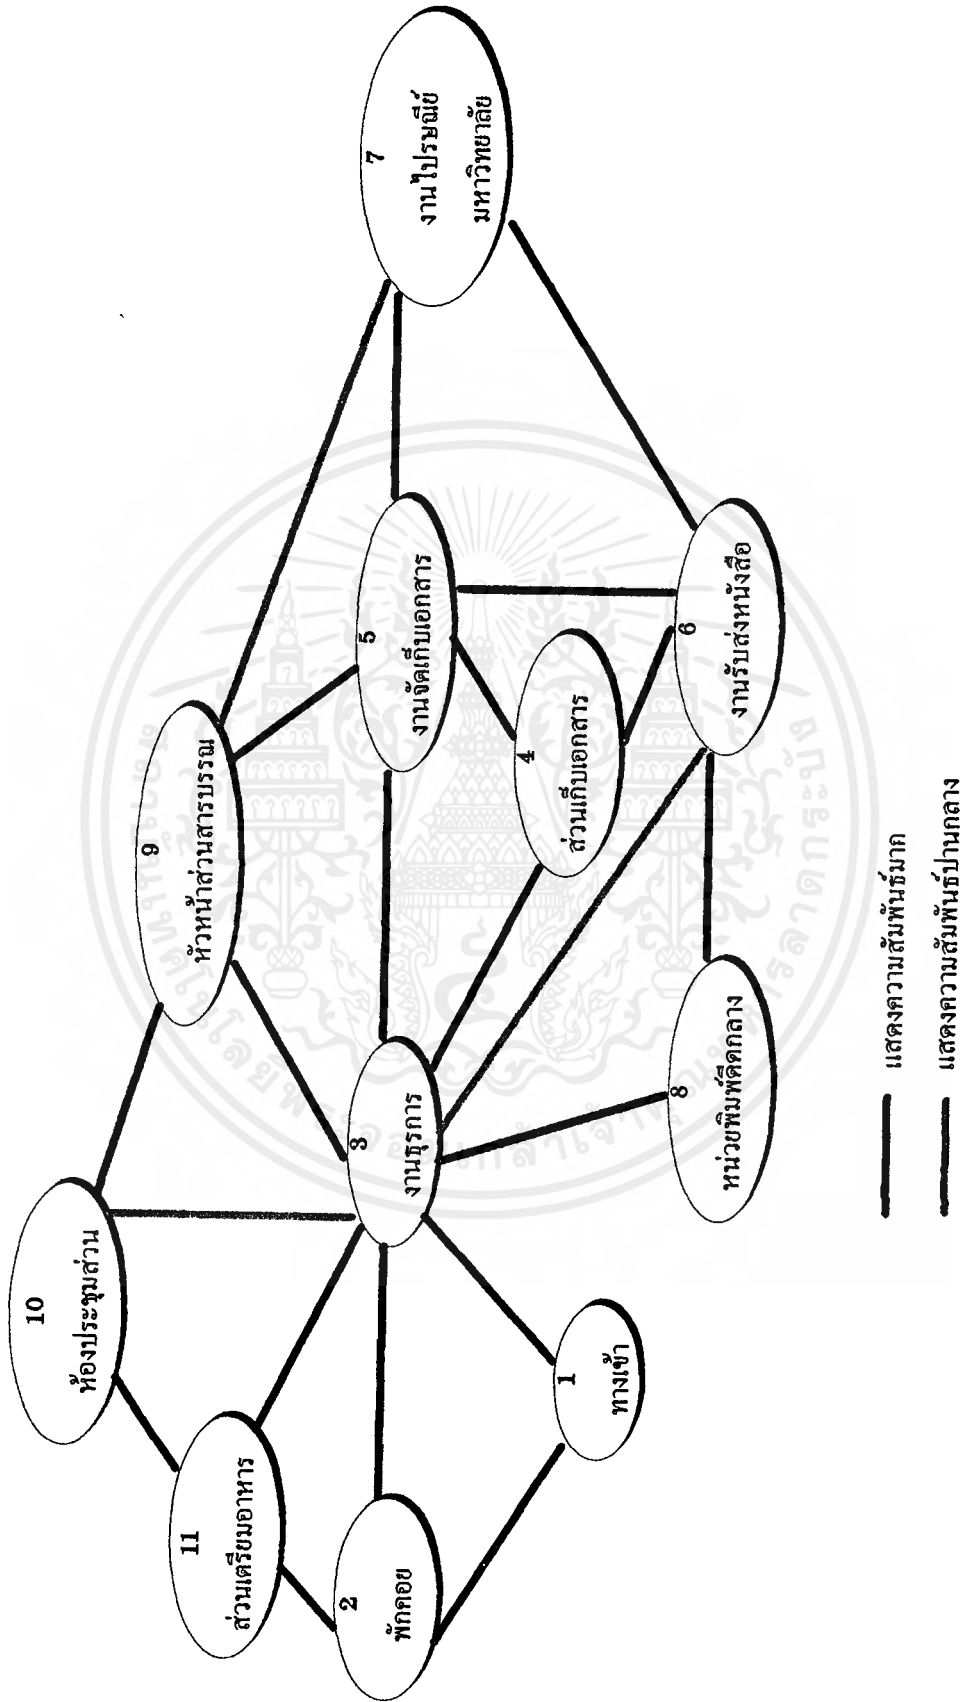 7
งานไปรษณีย์
มหาวิทยาลัย
9
หัวหน้าส่วนสารบรรณ
5
งานจัดเก็บเอกสาร
4
ส่วนเก็บเอกสาร
6
งานรับส่งหนังสือ
10
ห้องประชุมส่วน
3
งานธุรการ
8
หน่วยพิมพ์ดีดกลาง
11
ส่วนเตรียมอาหาร
2
พักคอย
1
ทางเข้า
แสดงความสัมพันธ์มาก
แสดงความสัมพันธ์ปานกลาง